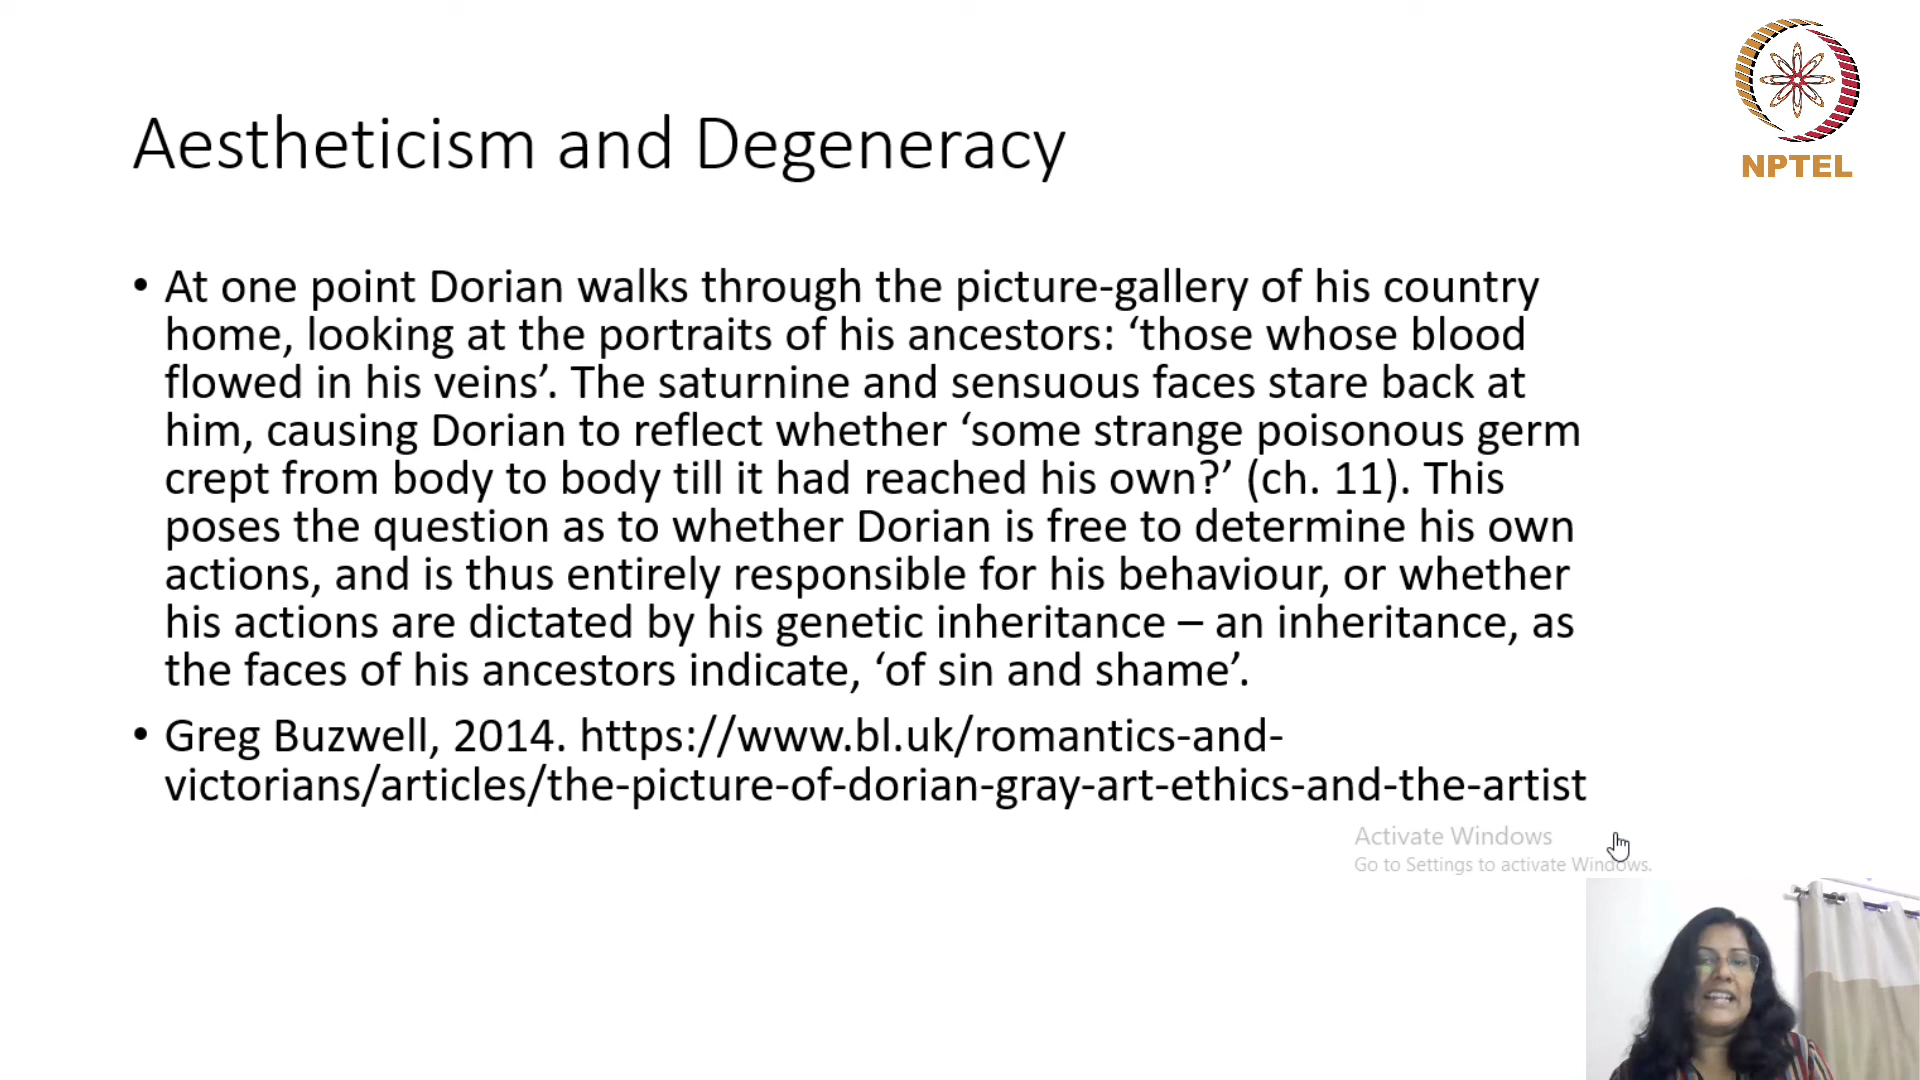 NPTEL
Aestheticism and Degeneracy
• At one point Dorian walks through the picture-gallery of his country
home, looking at the portraits of his ancestors: ‘those whose blood
flowed in his veins’. The saturnine and sensuous faces stare back at
him, causing Dorian to reflect whether ‘some strange poisonous germ
crept from body to body till it had reached his own?’ (ch. 11). This
poses the question as to whether Dorian is free to determine his own
actions, and is thus entirely responsible for his behaviour, or whether
his actions are dictated by his genetic inheritance – an inheritance, as
the faces of his ancestors indicate, ‘of sin and shame’.
• Greg Buzwell, 2014. https://www.bl.uk/romantics-and-
victorians/articles/the-picture-of-dorian-gray-art-ethics-and-the-artist
Activate Windows
Go to Settings to activate Windows.